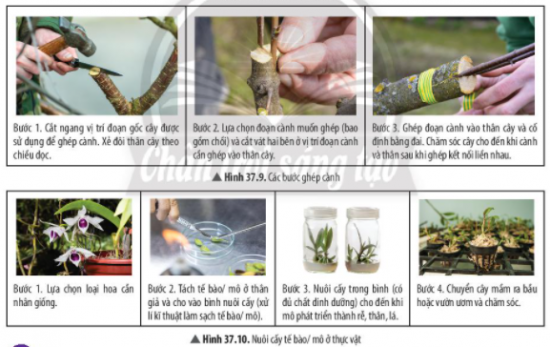 Bước 1. Cắt ngang vị trí đoạn gốc cây được
sử dụng để ghép cành. Xẻ đôi thân cây theo
chiều dọc.
Bước 2. Lựa chọn đoạn cành muốn ghép (bao
gồm chồi) và cắt vát hai bên ở vị trí đoạn cành
cần ghép vào thân cây.
Bước 3. Ghép đoạn cành vào thân cây và cố
định bằng đai. Chăm sóc cây cho đến khi cành
và thân sau khi ghép kết nối liền nhau.
Chân trời sáng tạo
▲ Hình 37.9. Các bước ghép cành
Bước 1. Lựa chọn loại hoa cần
nhân giống.
Bước 2. Tách tế bào/ mô ở thân
giả và cho vào bình nuôi cấy (xử
lí kĩ thuật làm sạch tế bào/ mô).
Bước 3. Nuôi cấy trong bình (có
đủ chất dinh dưỡng) cho đến khi
mô phát triển thành rễ, thân, lá.
Bước 4. Chuyển cây mầm ra bầu
hoặc vườn ươm và chăm sóc.
▲ Hình 37.10. Nuôi cấy tế bào/ mô ở thực vật